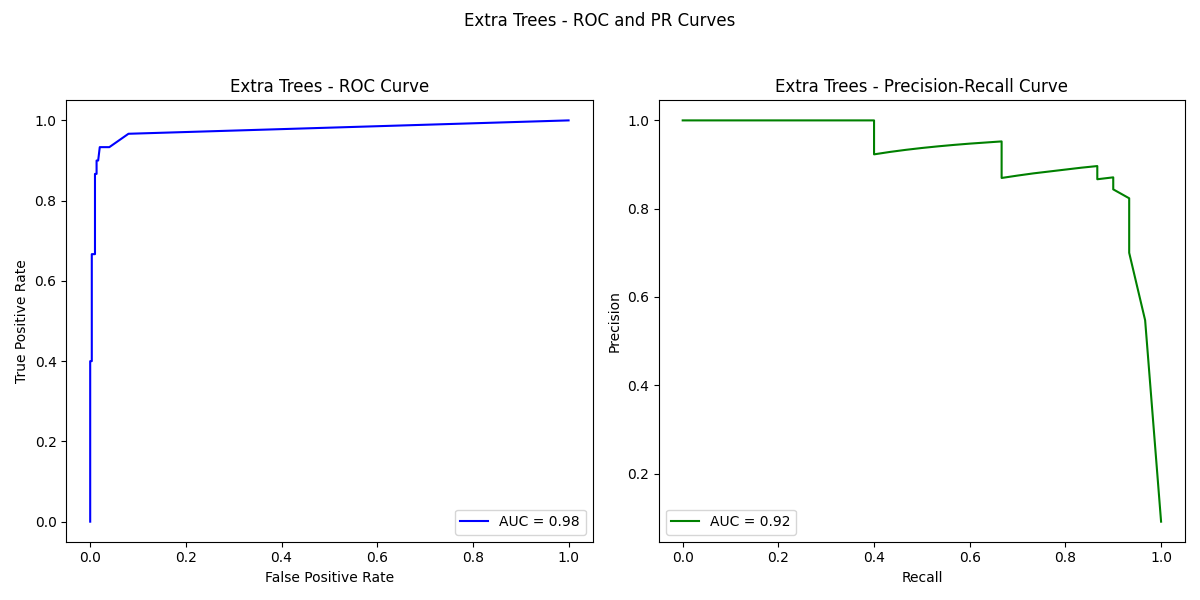 Extra Trees - ROC and PR Curves
Extra Trees - ROC Curve
True Positive Rate
1.0
0.8
0.6
0.4
0.2
0.0
AUC = 0.98
0.0 0.2 0.4 0.6 0.8 1.0
False Positive Rate
Extra Trees - Precision-Recall Curve
Precision
1.0
0.8
0.6
0.4
0.2
AUC = 0.92
0.0 0.2 0.4 0.6 0.8 1.0
Recall